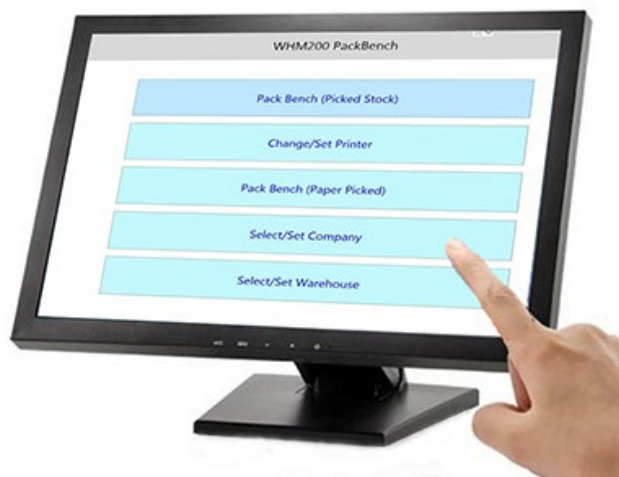 WHM200 PackBench
Pack Bench (Picked Stock)
Change/Set Printer
Pack Bench (Paper Picked)
Select/Set Company
Select/Set Warehouse